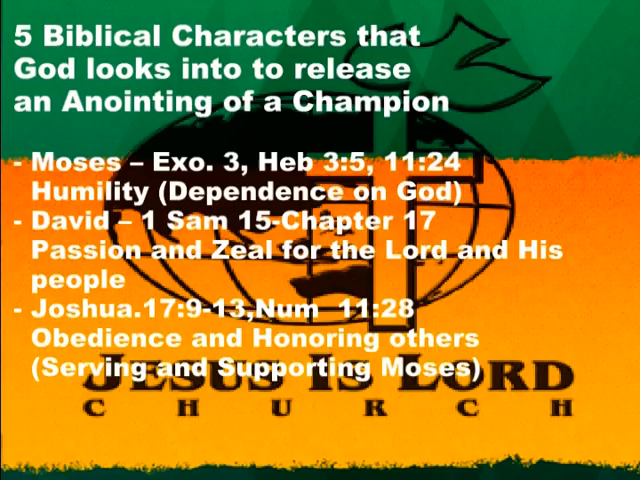 5 Biblical Characters that
God looks into to release
an Anointing of a Champion
- Moses – Exo. 3, Heb 3:5, 11:24
Humility (Dependence on God)
- David – 1 Sam 15-Chapter 17
Passion and Zeal for the Lord and His
people
- Joshua.17:9-13,Num 11:28
Obedience and Honoring others
(Serving and Supporting Moses)
JESUS IS LORD
CHURCH